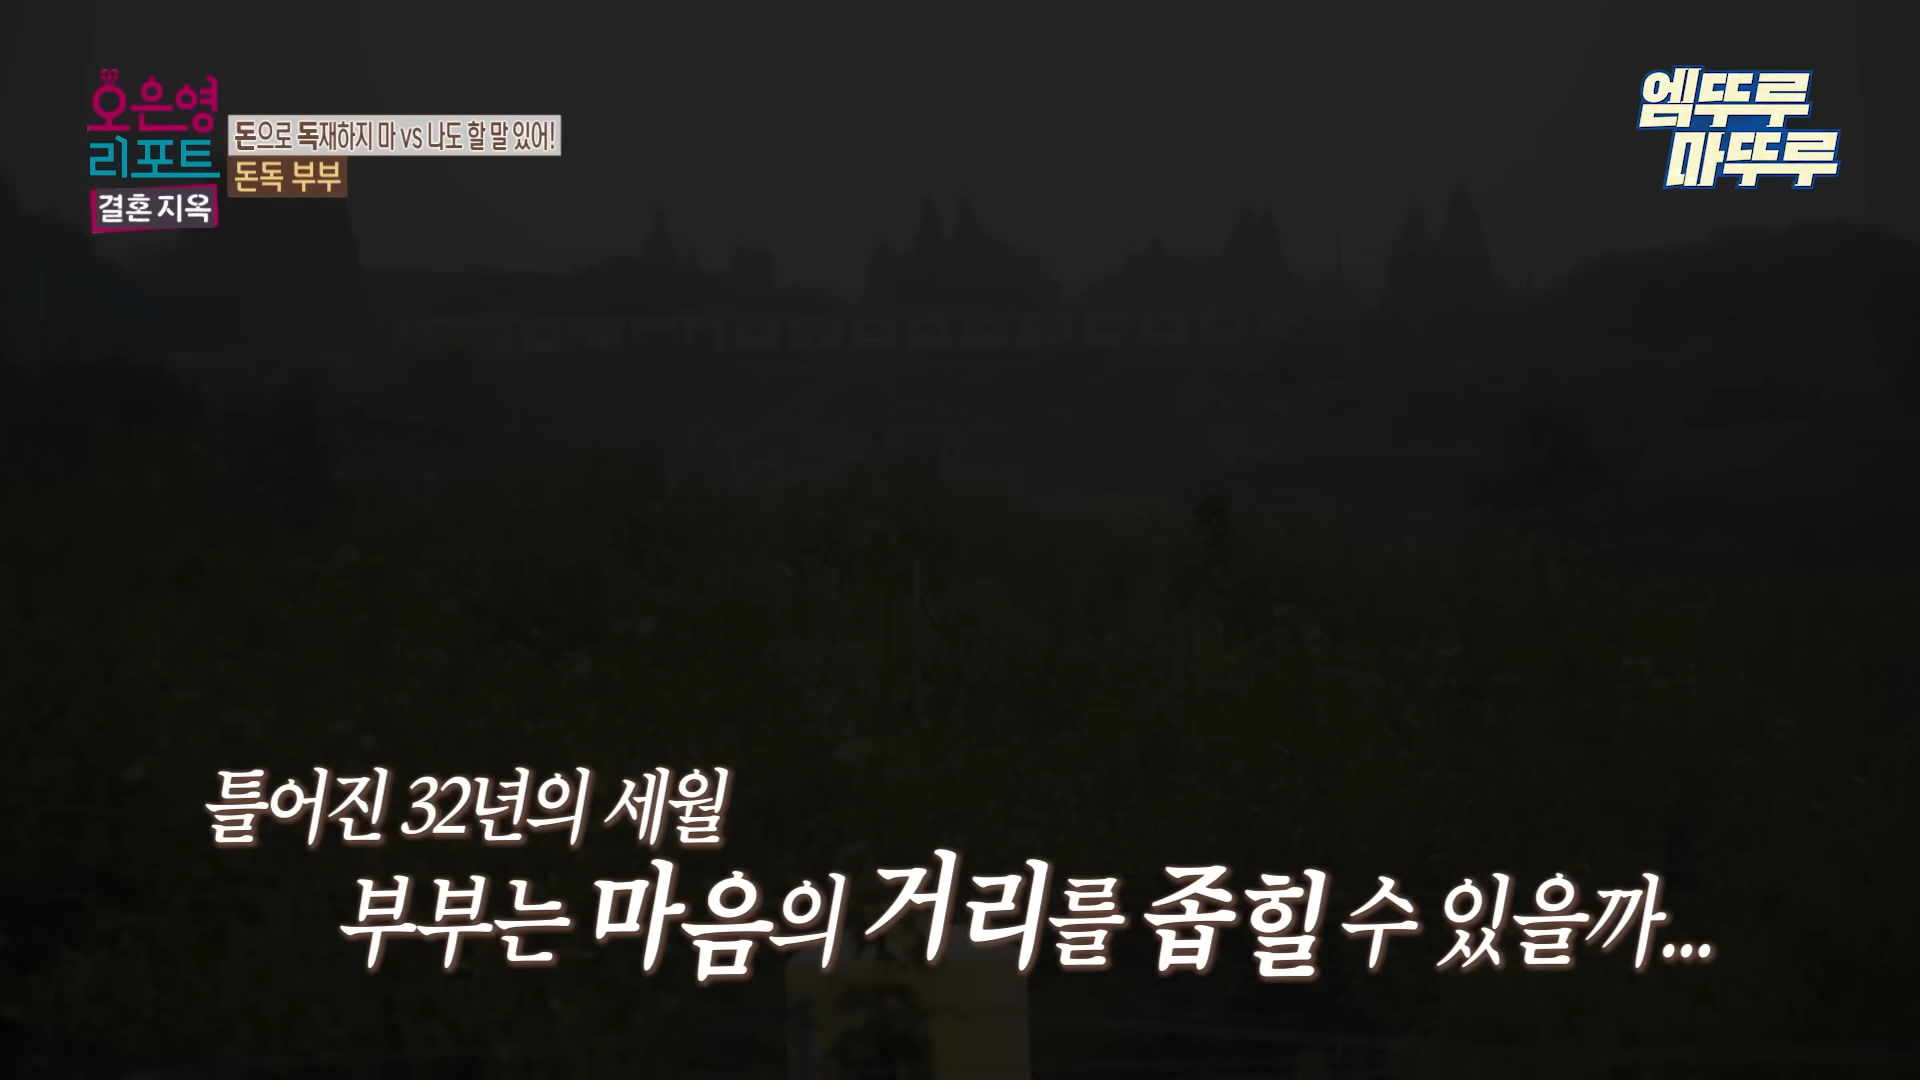 오은영
리포트
결혼 지옥
돈으로 독재하지 마 vs 나도 할 말 있어!
돈독 부부
엠뚜루
마뚜루
틀어진 32년의 세월
부부는 마음의 거리를 좁힐 수 있을까...